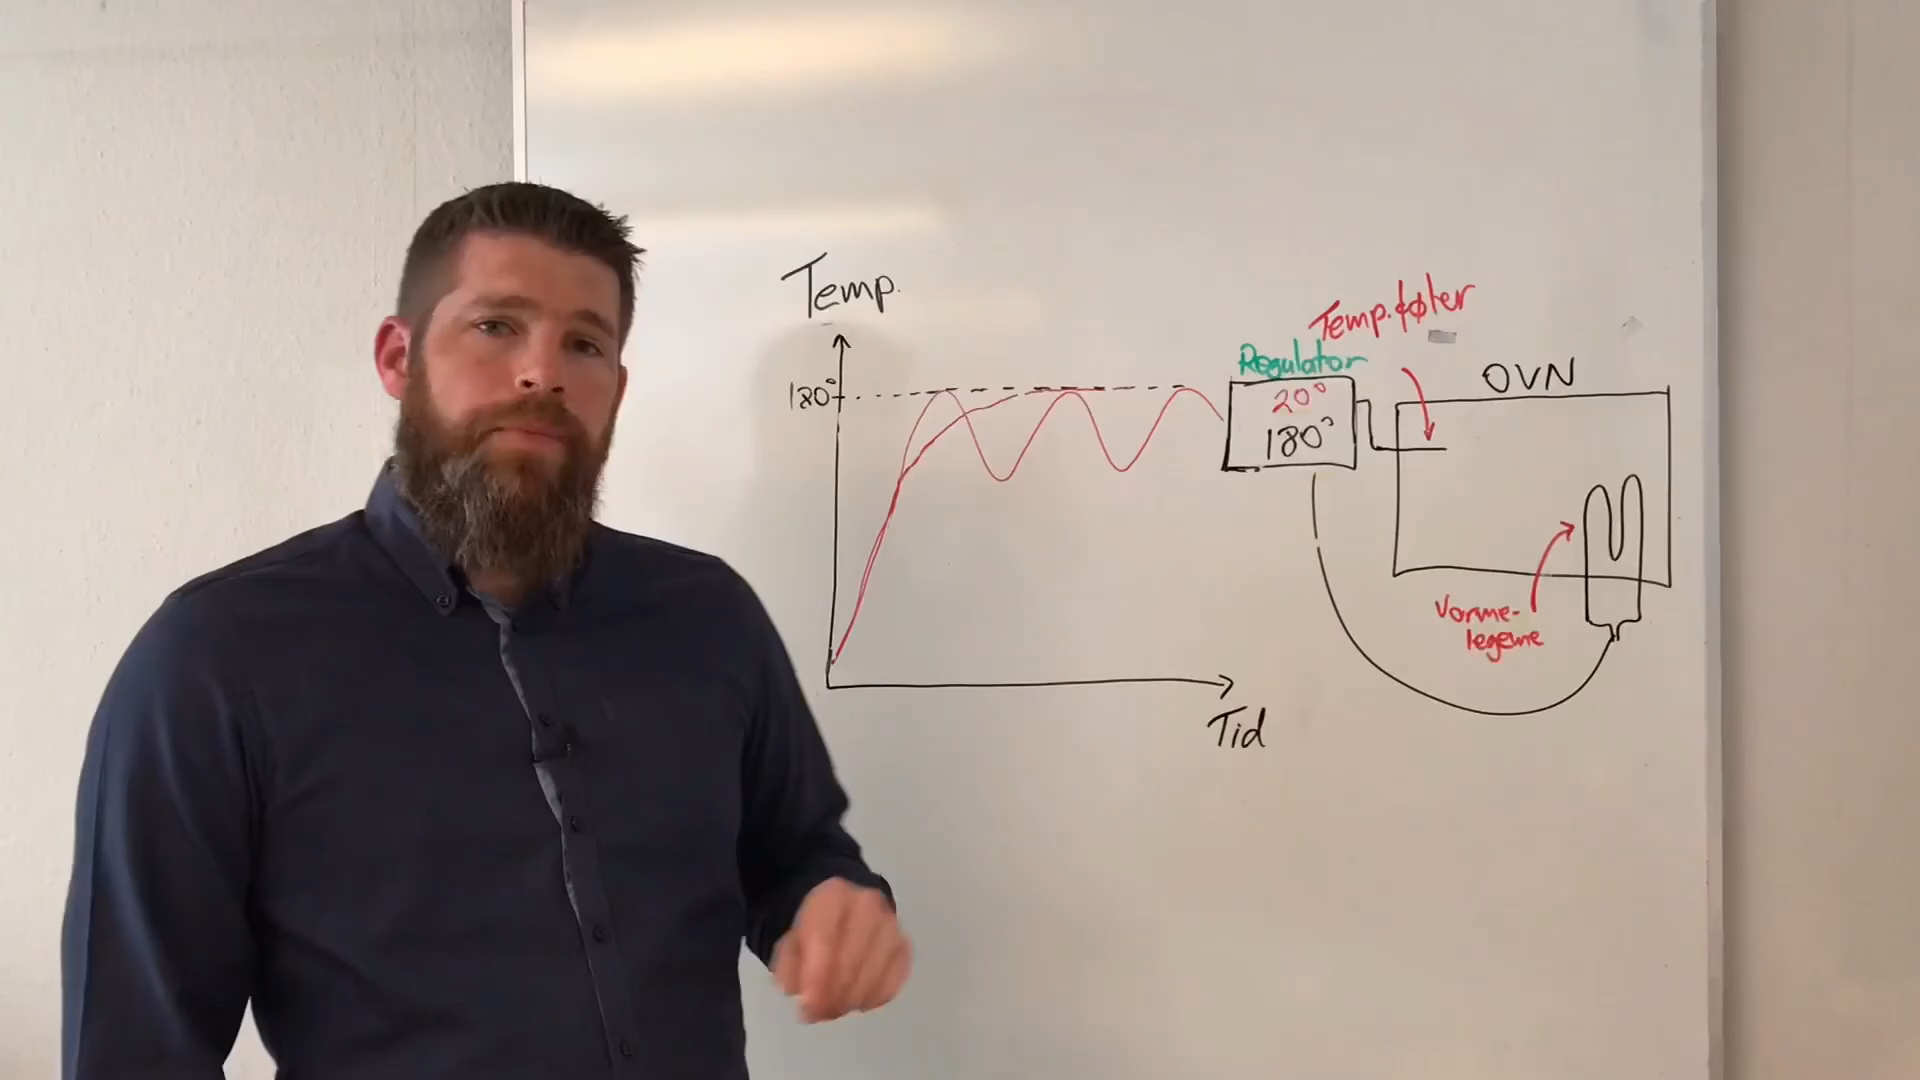 Temp.
180°
Tid
Temp.føler
Regulator
20°
180°
OVN
Varme-
legeme